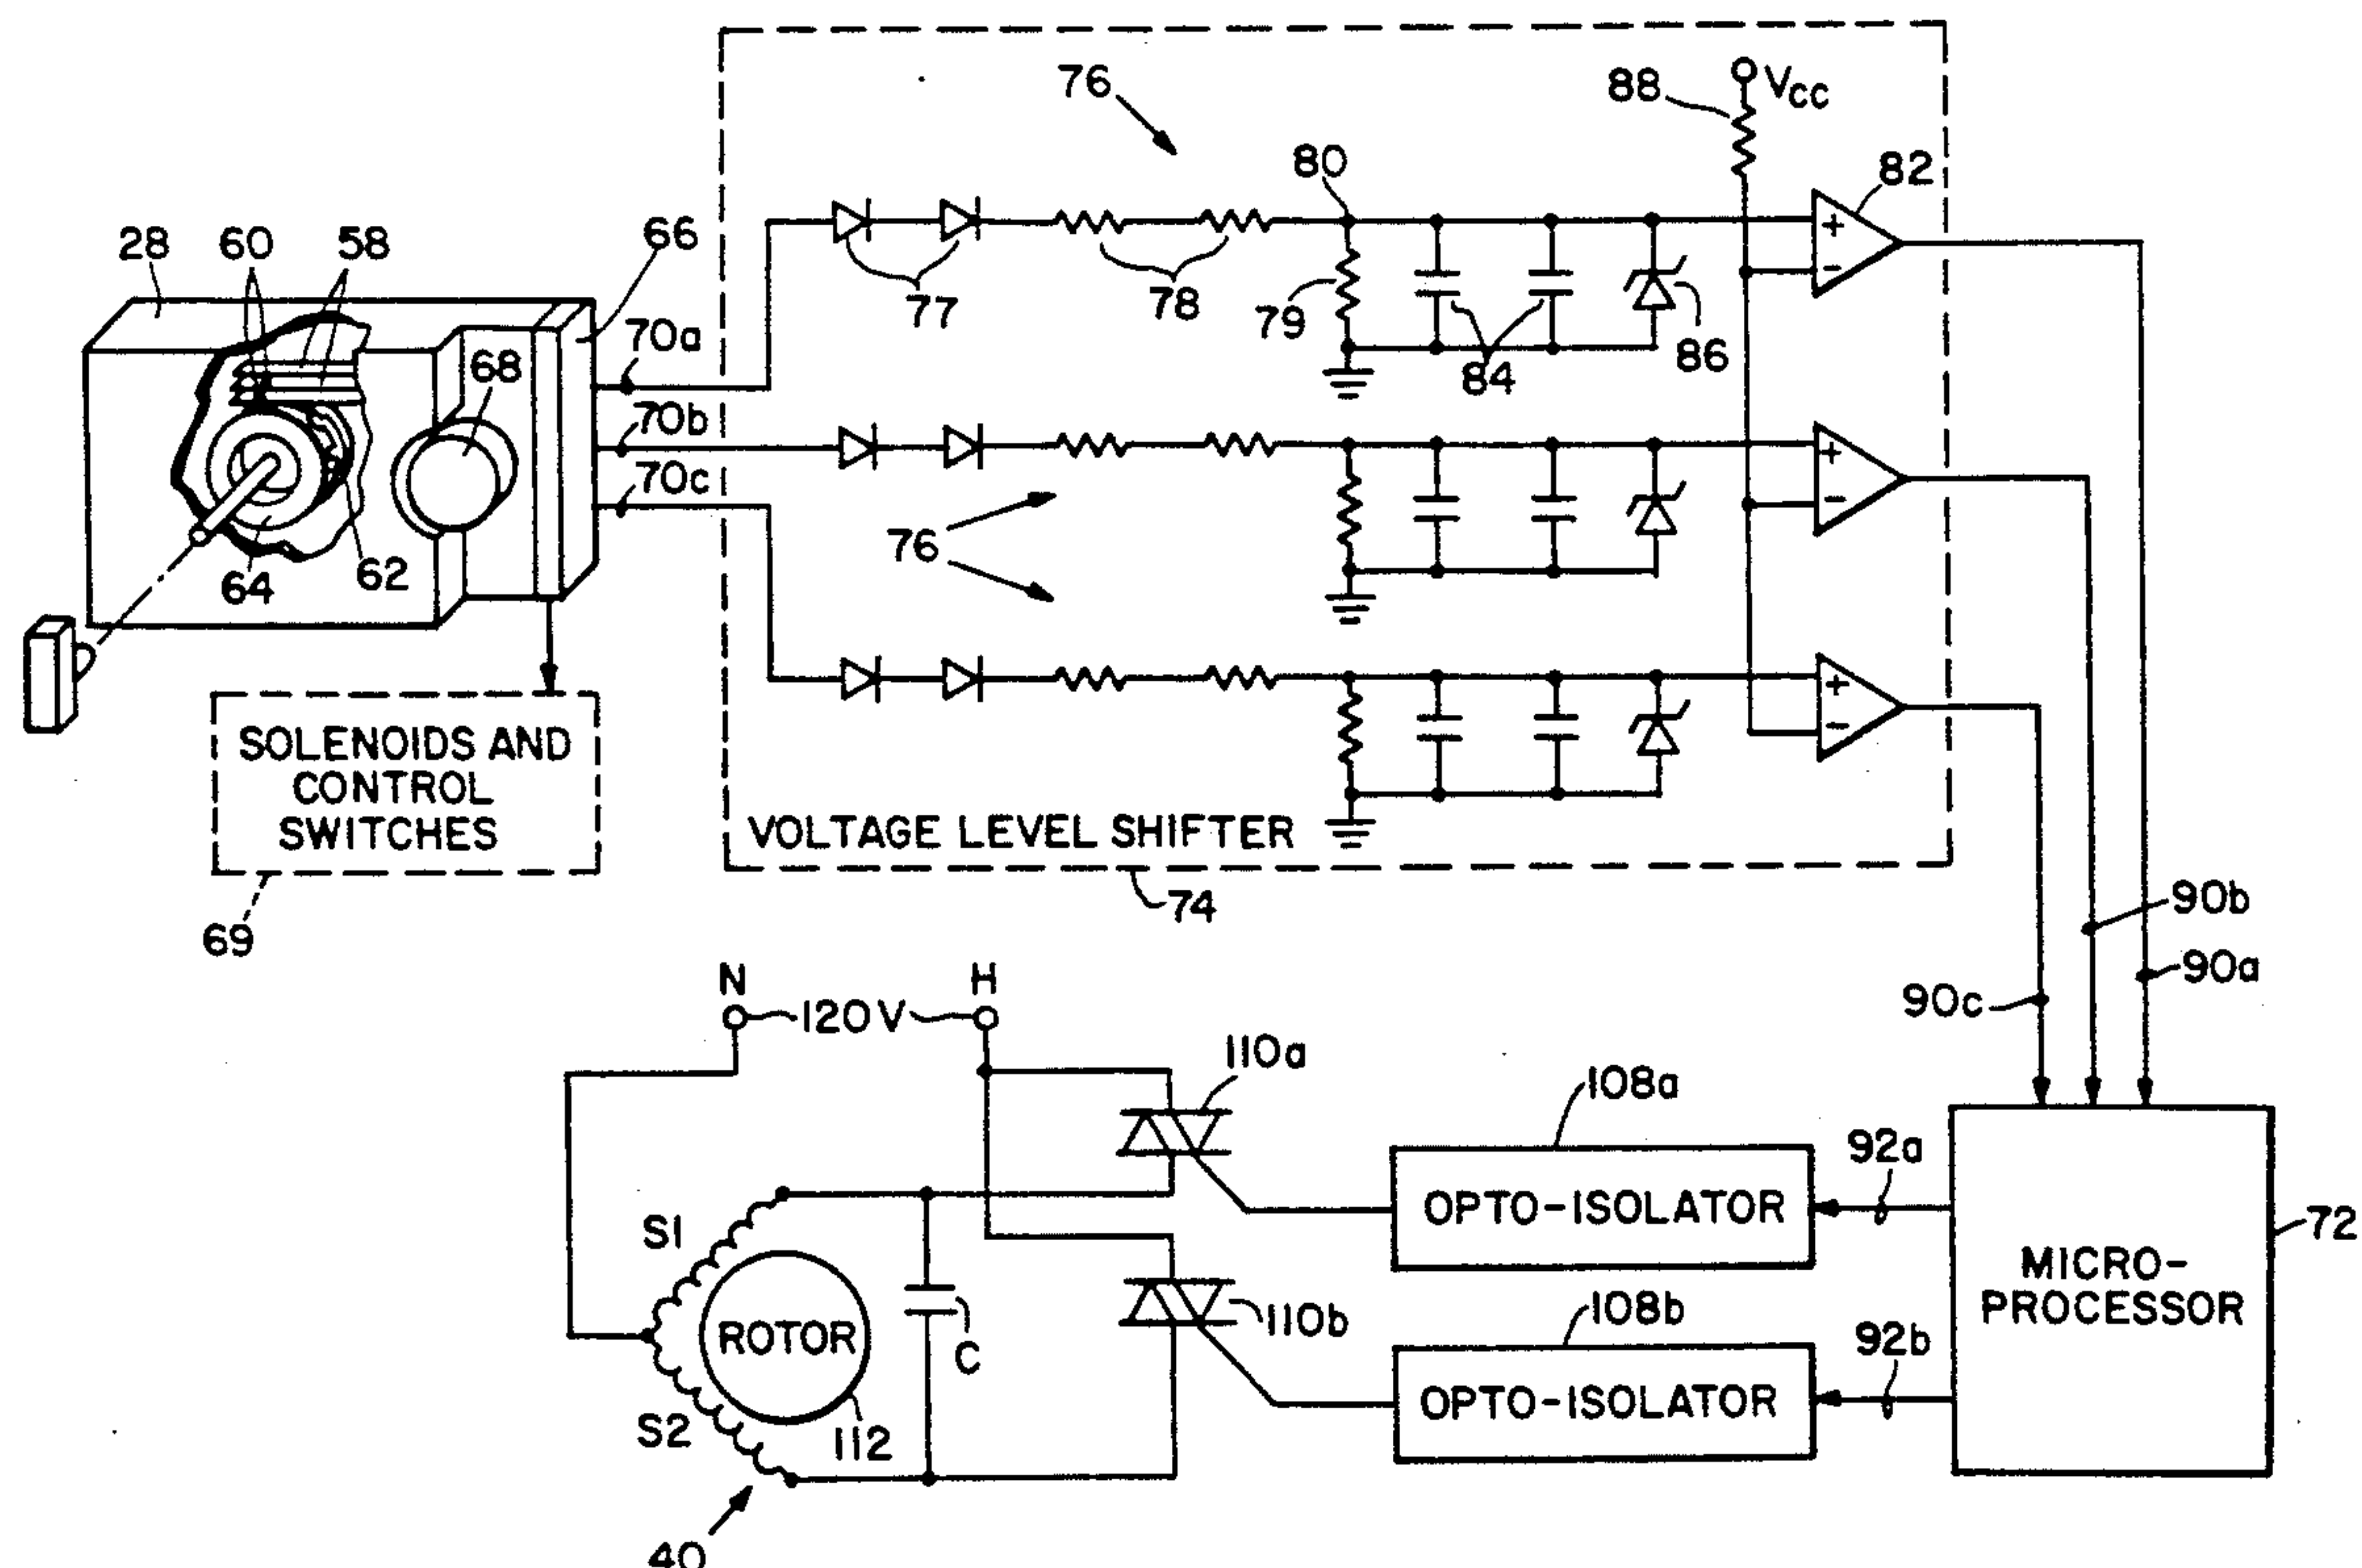 76
88
VCC
80
82
28
60
58
66
70a
77
78
79
84
86
68
70b
70c
76
64
62
SOLENOIDS AND
CONTROL
SWITCHES
69
VOLTAGE LEVEL SHIFTER
74
+
−
+
−
+
−
90b
90a
90c
N
120V
H
110a
108a
92a
OPTO-ISOLATOR
72
MICRO-
PROCESSOR
S1
ROTOR
C
110b
108b
92b
OPTO-ISOLATOR
S2
112
40